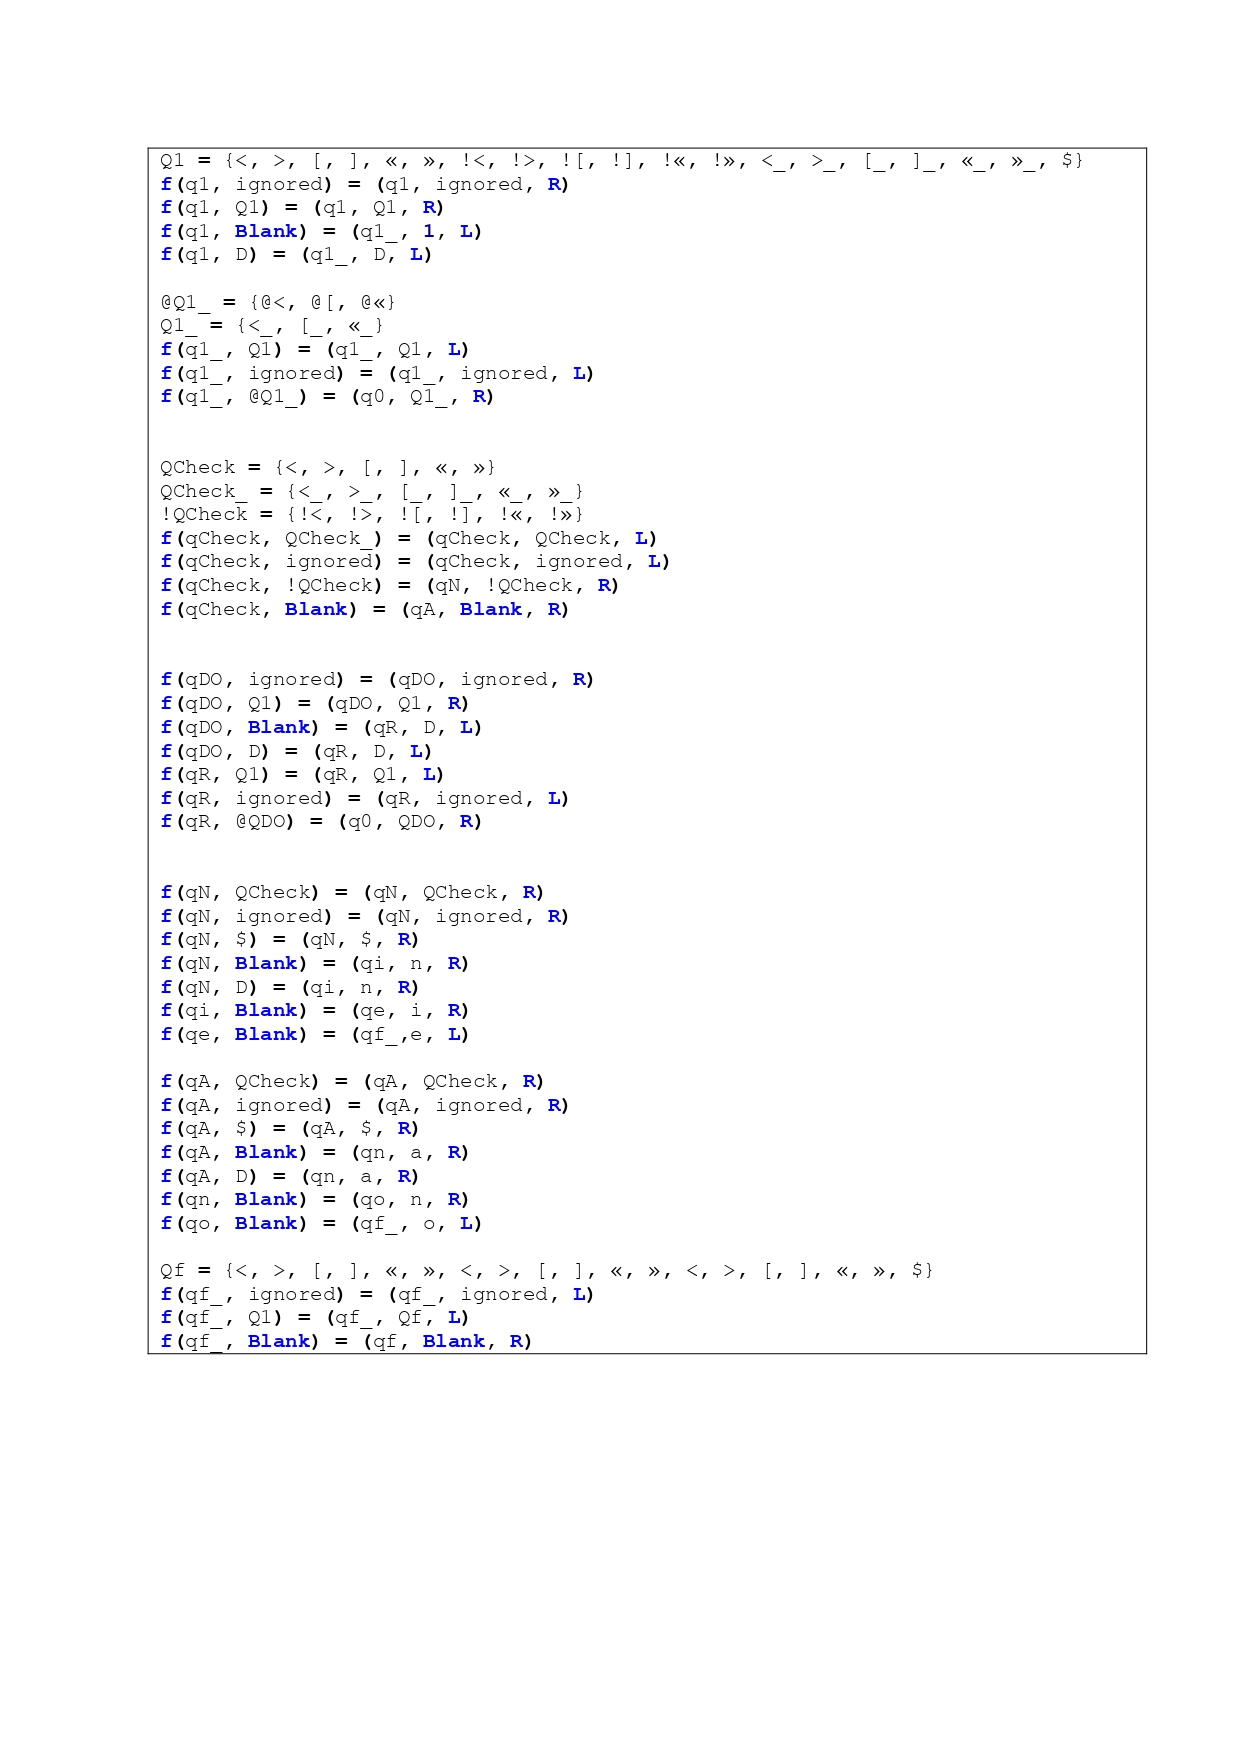 Q1 = {<, >, [, ], «, », !<, !>, ![, !], !«, !», <_, >_, [_, ]_, «_, »_, $}
f(q1, ignored) = (q1, ignored, R)
f(q1, Q1) = (q1, Q1, R)
f(q1, Blank) = (q1_, 1, L)
f(q1, D) = (q1_, D, L)
@Q1_ = {@<, @[, @«}
Q1_ = {<_, [_, «_}
f(q1_, Q1) = (q1_, Q1, L)
f(q1_, ignored) = (q1_, ignored, L)
f(q1_, @Q1_) = (q0, Q1_, R)
QCheck = {<, >, [, ], «, »}
QCheck_ = {<_, >_, [_, ]_, «_, »_}
!QCheck = {!<, !>, ![, !], !«, !»}
f(qCheck, QCheck_) = (qCheck, QCheck, L)
f(qCheck, ignored) = (qCheck, ignored, L)
f(qCheck, !QCheck) = (qN, !QCheck, R)
f(qCheck, Blank) = (qA, Blank, R)
f(qDO, ignored) = (qDO, ignored, R)
f(qDO, Q1) = (qDO, Q1, R)
f(qDO, Blank) = (qR, D, L)
f(qDO, D) = (qR, D, L)
f(qR, Q1) = (qR, Q1, L)
f(qR, ignored) = (qR, ignored, L)
f(qR, @QDO) = (q0, QDO, R)
f(qN, QCheck) = (qN, QCheck, R)
f(qN, ignored) = (qN, ignored, R)
f(qN, $) = (qN, $, R)
f(qN, Blank) = (qi, n, R)
f(qN, D) = (qi, n, R)
f(qi, Blank) = (qe, i, R)
f(qe, Blank) = (qf_,e, L)
f(qA, QCheck) = (qA, QCheck, R)
f(qA, ignored) = (qA, ignored, R)
f(qA, $) = (qA, $, R)
f(qA, Blank) = (qn, a, R)
f(qA, D) = (qn, a, R)
f(qn, Blank) = (qo, n, R)
f(qo, Blank) = (qf_, o, L)
Qf = {<, >, [, ], «, », <, >, [, ], «, », <, >, [, ], «, », $}
f(qf_, ignored) = (qf_, ignored, L)
f(qf_, Q1) = (qf_, Qf, L)
f(qf_, Blank) = (qf, Blank, R)